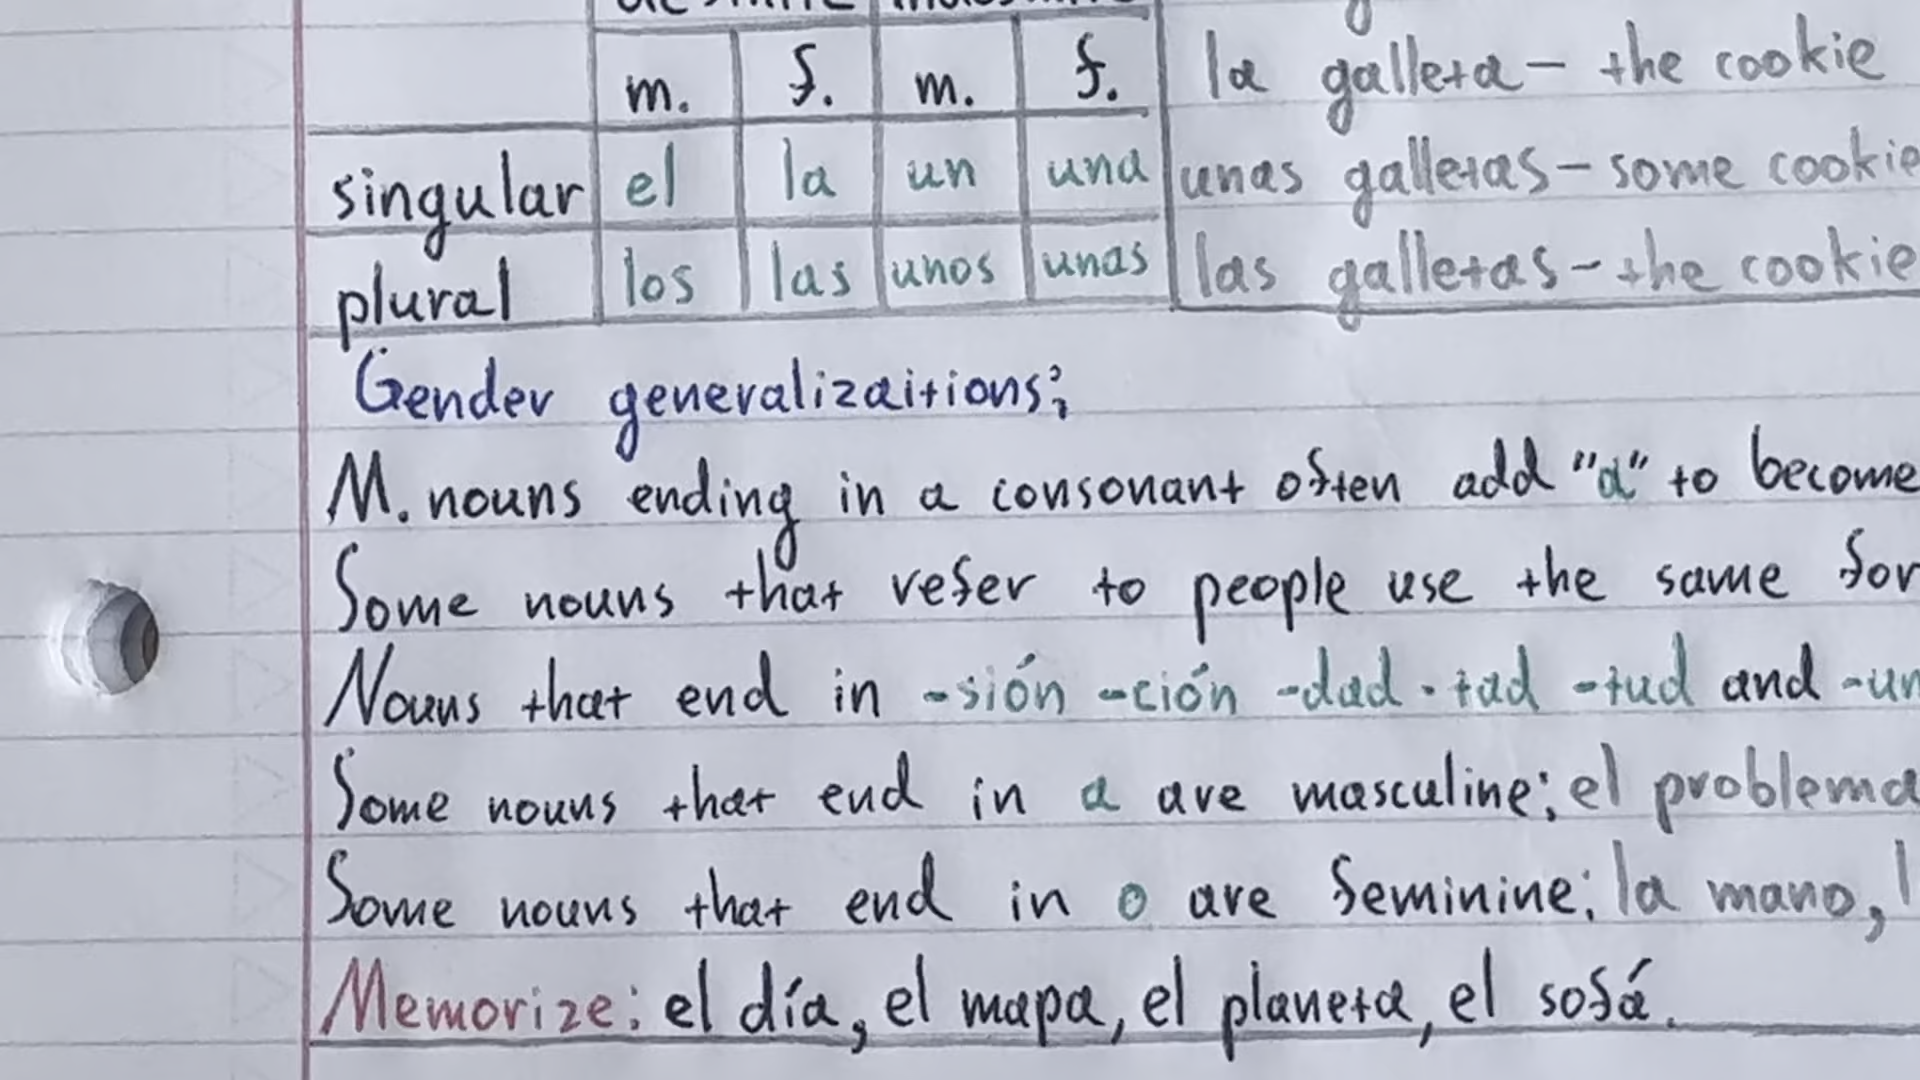 m. f. m. f. la galleta – the cookie
singular el la un una unas galletas – some cookie
plural los las unos unas las galletas – the cookie
Gender generalizaitions:
M. nouns ending in a consonant often add "a" to become
Some nouns that refer to people use the same for
Nouns that end in -sión -ción -dad -tad -tud and -un
Some nouns that end in a are masculine: el problema
Some nouns that end in o are feminine: la mano, l
Memorize: el día, el mapa, el planeta, el sofá.